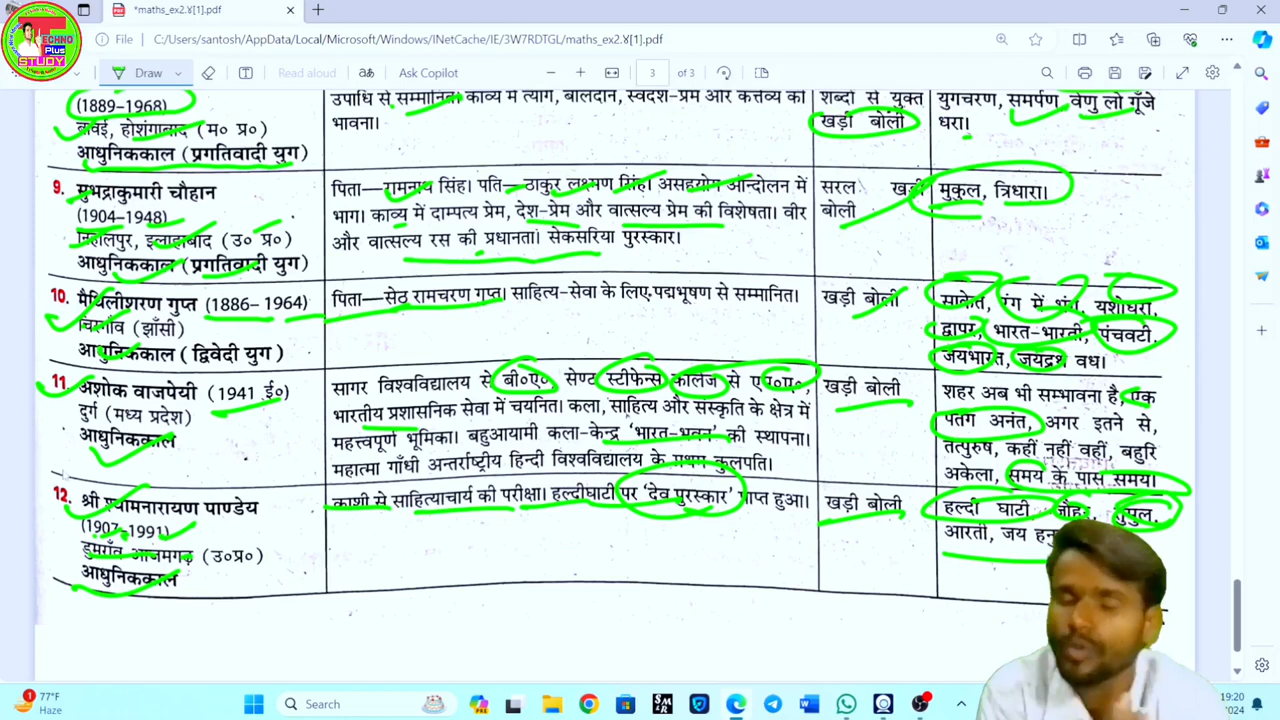 ECHNO
Plus
STUDY
*maths_ex2.४[1].pdf
File C:/Users/santosh/AppData/Local/Microsoft/Windows/INetCache/IE/3W7RDTGL/maths_ex2.४[1].pdf
Draw
Read aloud
Ask Copilot
3 of 3
(1889–1968)
बावई, होशंगाबाद (म० प्र०)
आधुनिककाल (प्रगतिवादी युग)
उपाधि से सम्मानित। काव्य में त्याग, बलिदान, स्वदेश-प्रेम और कर्त्तव्य की
भावना।
शब्दों से युक्त
खड़ी बोली
युगचरण, समर्पण, वेणु लो गूँजे
धरा।
9. सुभद्राकुमारी चौहान
(1904–1948)
निहालपुर, इलाहाबाद (उ० प्र०)
आधुनिककाल (प्रगतिवादी युग)
पिता—रामनाथ सिंह। पति—ठाकुर लक्ष्मण सिंह। असहयोग आन्दोलन में
भाग। काव्य में दाम्पत्य प्रेम, देश-प्रेम और वात्सल्य प्रेम की विशेषता। वीर
और वात्सल्य रस की प्रधानता। सेकसरिया पुरस्कार।
सरल खड़ी
बोली
मुकुल, त्रिधारा।
10. मैथिलीशरण गुप्त (1886– 1964)
चिरगाँव (झाँसी)
आधुनिककाल ( द्विवेदी युग )
पिता—सेठ रामचरण गुप्त। साहित्य-सेवा के लिए पद्मभूषण से सम्मानित।
खड़ी बोली
साकेत, रंग में भंग, यशोधरा,
द्वापर, भारत-भारती, पंचवटी,
जयभारत, जयद्रथ वध।
11. अशोक वाजपेयी (1941 ई०)
दुर्ग (मध्य प्रदेश)
आधुनिककाल
सागर विश्वविद्यालय से बी०ए० सेण्ट स्टीफेन्स कालेज से एम०ए०,
भारतीय प्रशासनिक सेवा में चयनित। कला, साहित्य और संस्कृति के क्षेत्र में
महत्त्वपूर्ण भूमिका। बहुआयामी कला-केन्द्र 'भारत-भवन' की स्थापना।
महात्मा गाँधी अन्तर्राष्ट्रीय हिन्दी विश्वविद्यालय के प्रथम कुलपति।
खड़ी बोली
शहर अब भी सम्भावना है, एक
पतंग अनंत, अगर इतने से,
तत्पुरुष, कहीं नहीं वहीं, बहुरि
अकेला, समय के पास समय।
12. श्री श्यामनारायण पाण्डेय
(1907–1991)
डुमराँव आजमगढ़ (उ०प्र०)
आधुनिककाल
काशी से साहित्याचार्य की परीक्षा। हल्दीघाटी पर 'देव पुरस्कार' प्राप्त हुआ।
खड़ी बोली
हल्दी घाटी, जौहर, तुमुल,
आरती, जय
77°F
Haze
Search
19:20
2024